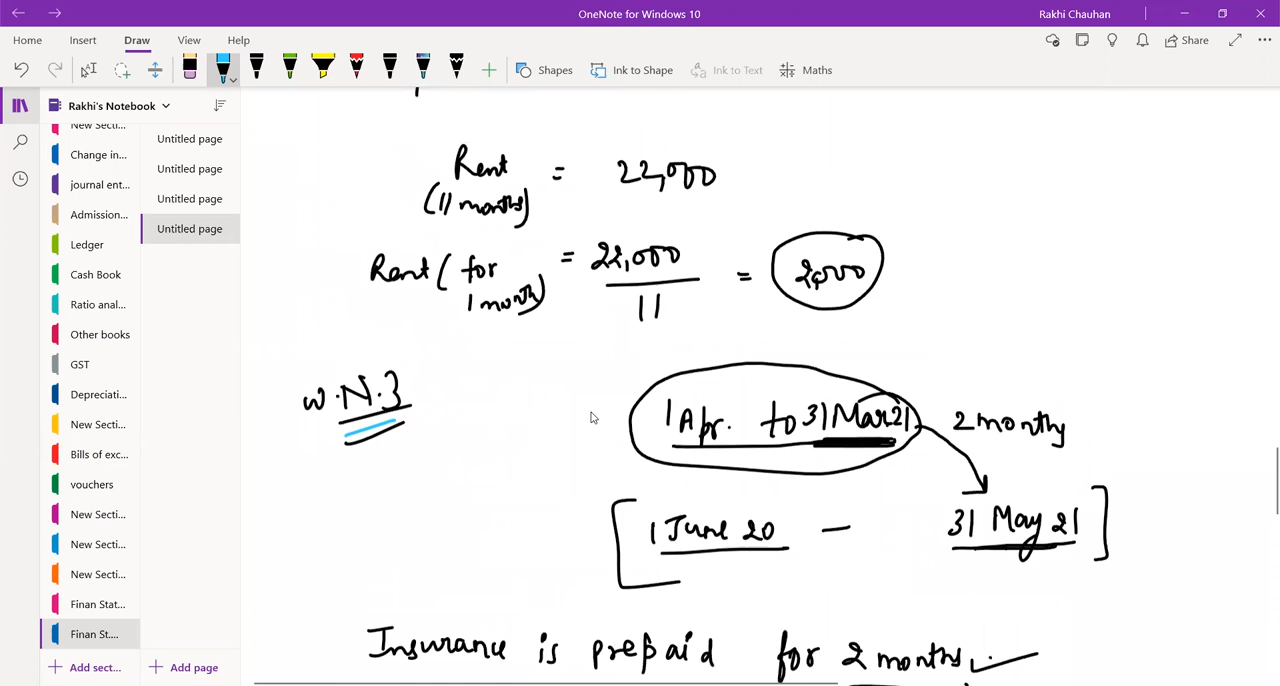 OneNote for Windows 10
Rakhi Chauhan
Home Insert Draw View Help
Share
Shapes Ink to Shape Ink to Text Maths
Rakhi's Notebook
New Secti...
Change in...
journal ent...
Admission...
Ledger
Cash Book
Ratio anal...
Other books
GST
Depreciati...
New Secti...
Bills of exc...
vouchers
New Secti...
New Secti...
New Secti...
Finan Stat...
Finan St....
Add sect...
Untitled page
Untitled page
Untitled page
Untitled page
Add page
Rent = 22,000
(11 months)
Rent ( for = 22,000 = 2,000
1 month) 11
W.N.3
1 Apr. to 31 Mar 21 2 months
[ 1 June 20 — 31 May 21 ]
Insurance is prepaid for 2 months.